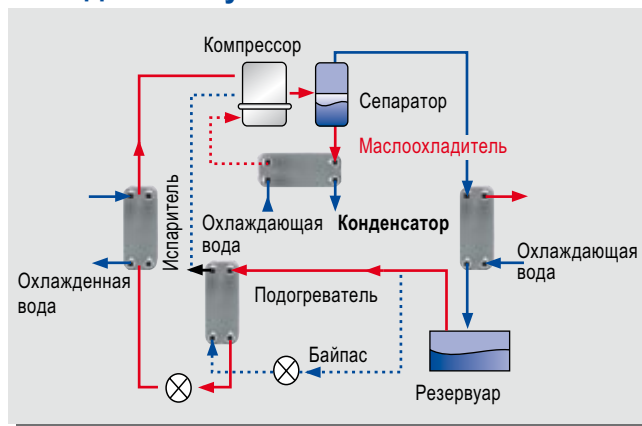 Компрессор
Сепаратор
Маслоохладитель
Испаритель
Охлаждающая
вода
Конденсатор
Охлаждающая
вода
Охлажденная
вода
Подогреватель
Байпас
Резервуар